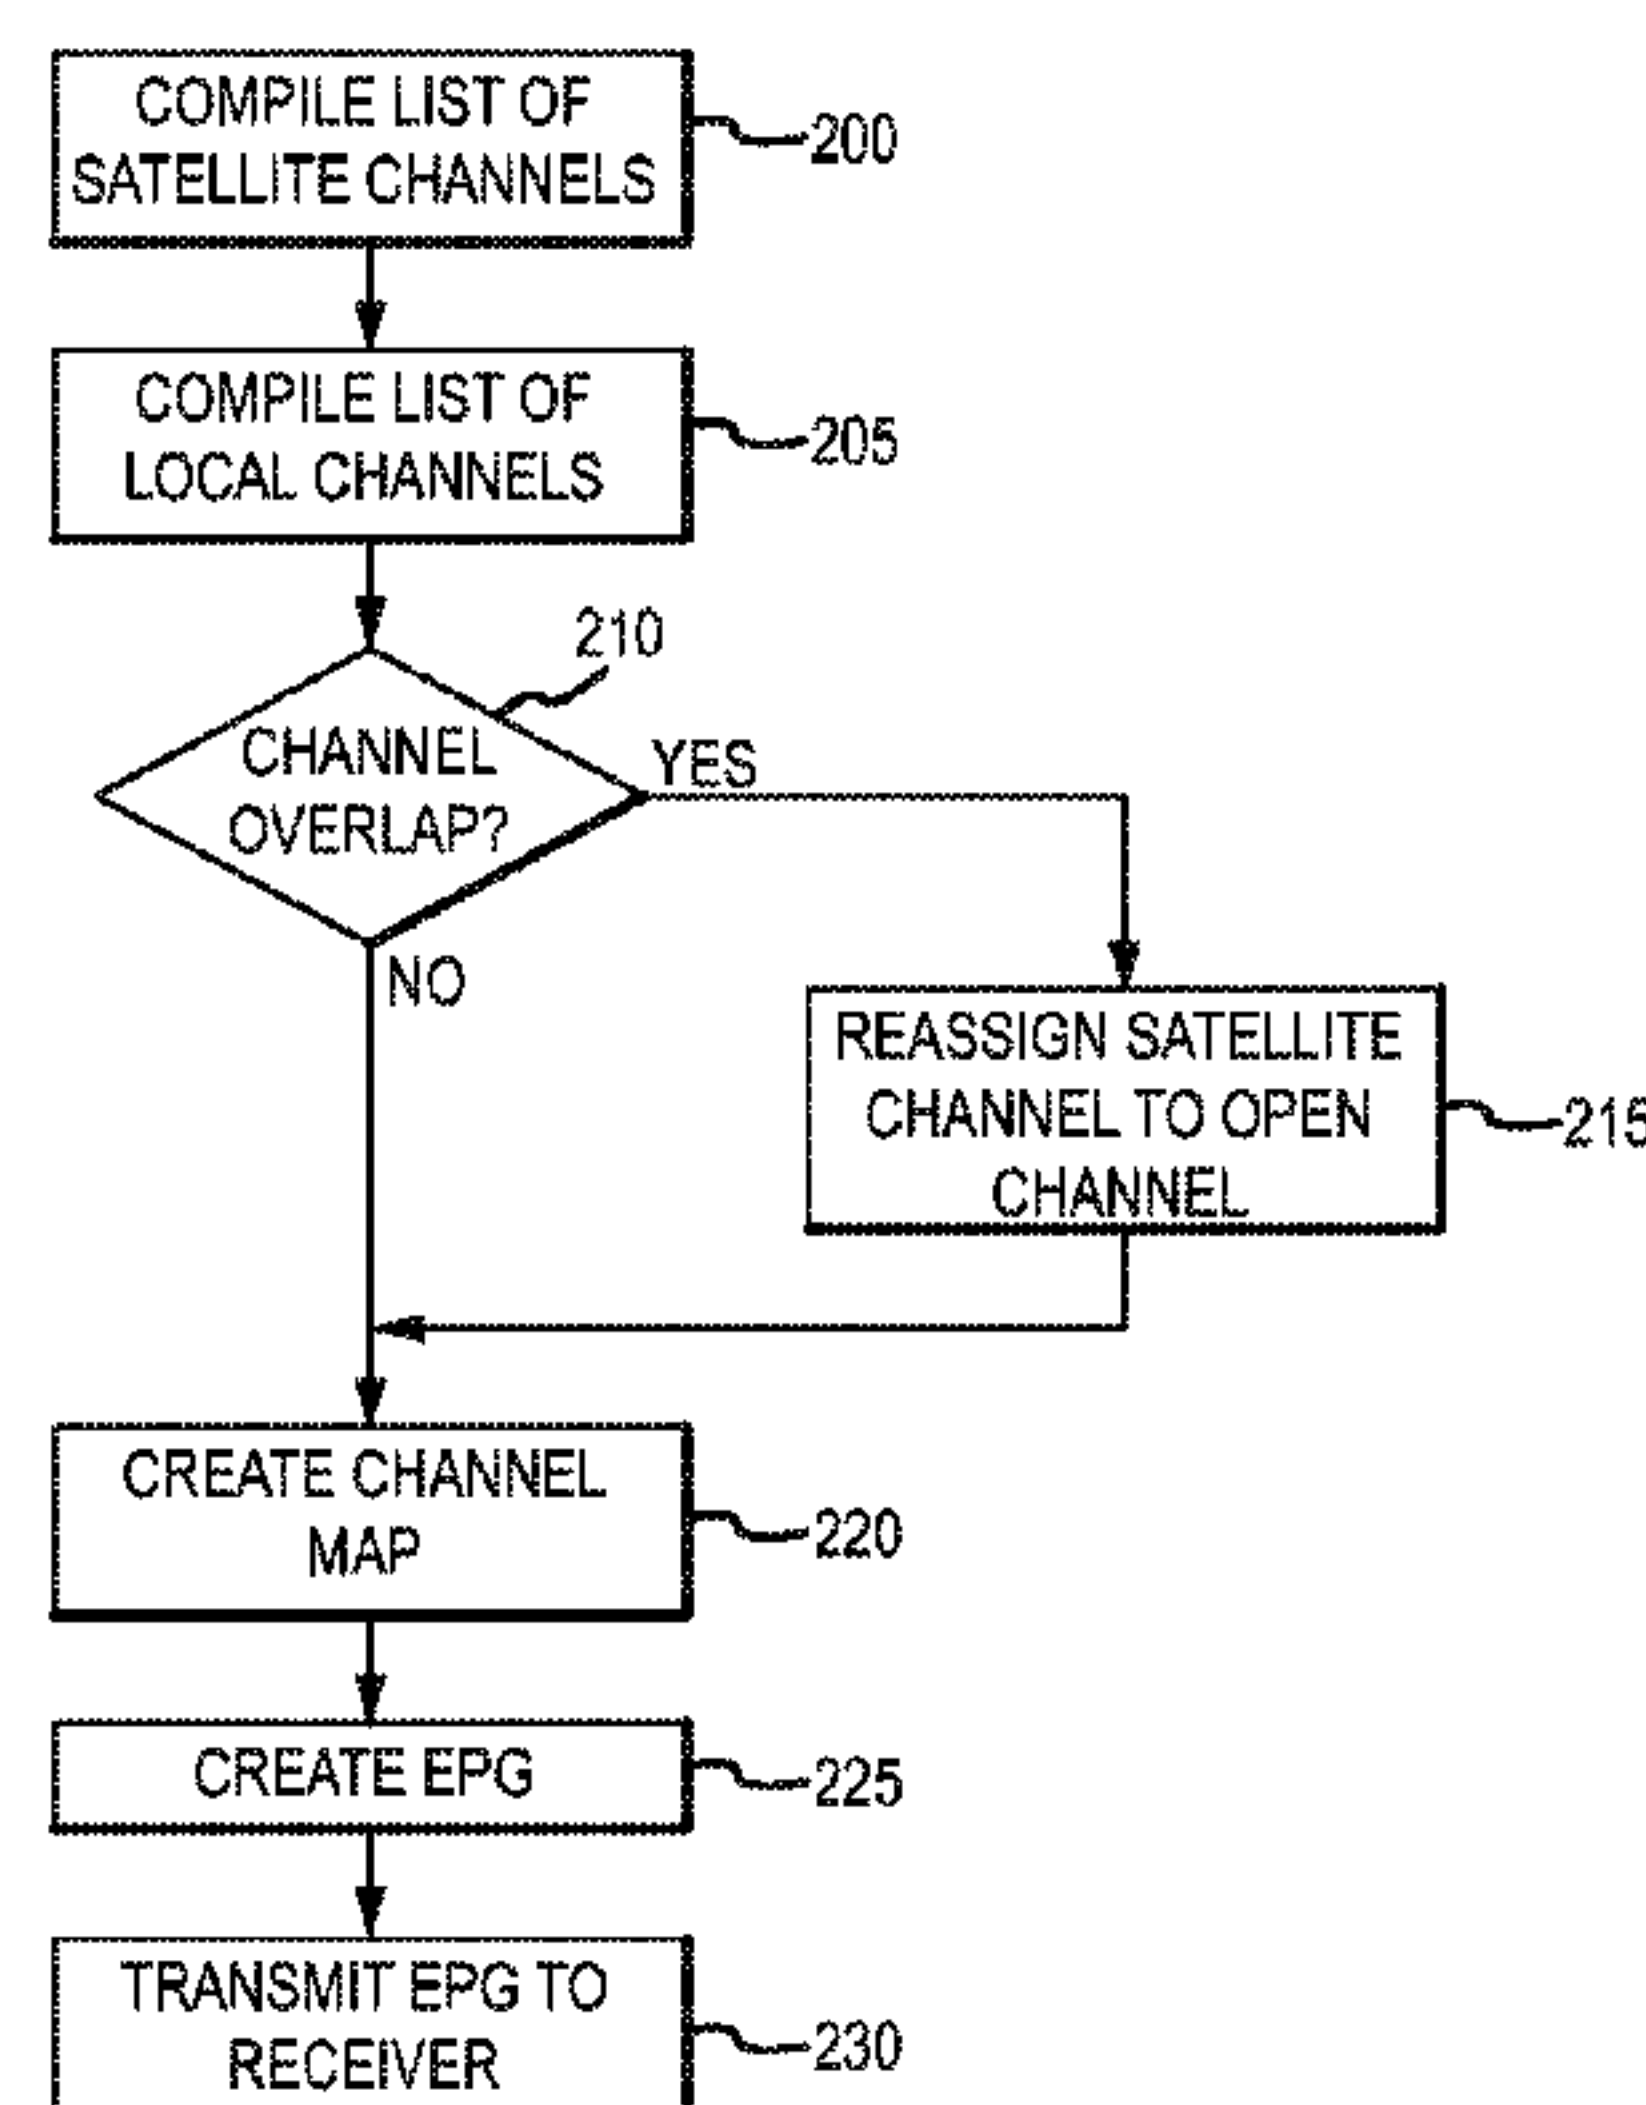 COMPILE LIST OF
SATELLITE CHANNELS
200
COMPILE LIST OF
LOCAL CHANNELS
205
210
CHANNEL
OVERLAP?
YES
NO
REASSIGN SATELLITE
CHANNEL TO OPEN
CHANNEL
215
CREATE CHANNEL
MAP
220
CREATE EPG
225
TRANSMIT EPG TO
RECEIVER
230